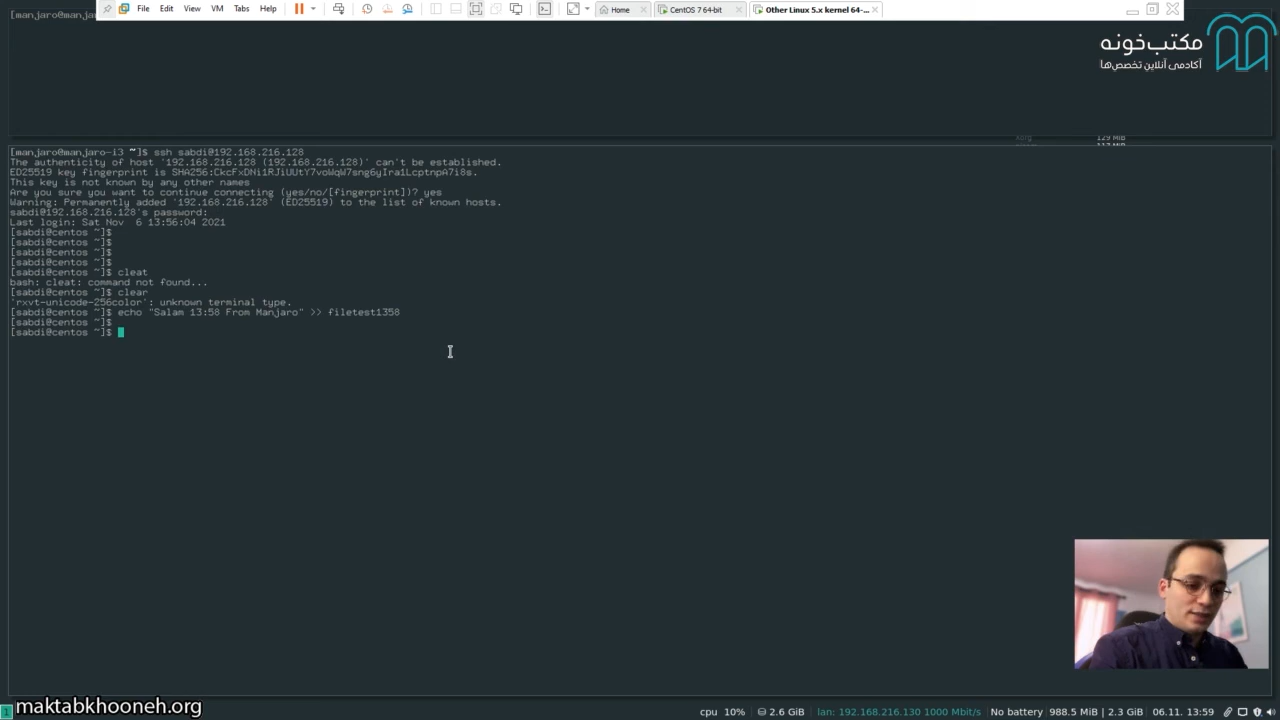 File Edit View VM Tabs Help
Home
CentOS 7 64-bit
Other Linux 5.x kernel 64-...
[manjaro@man
مکتب‌خونه
آکادمی آنلاین تخصص‌ها
129 MiB
[manjaro@manjaro-i3 ~]$ ssh sabdi@192.168.216.128
The authenticity of host '192.168.216.128 (192.168.216.128)' can't be established.
ED25519 key fingerprint is SHA256:CkcFxDNi1RJiUUtY7voWqW7sng6yIra1LcptnpA7i8s.
This key is not known by any other names
Are you sure you want to continue connecting (yes/no/[fingerprint])? yes
Warning: Permanently added '192.168.216.128' (ED25519) to the list of known hosts.
sabdi@192.168.216.128's password:
Last login: Sat Nov  6 13:56:04 2021
[sabdi@centos ~]$
[sabdi@centos ~]$
[sabdi@centos ~]$
[sabdi@centos ~]$
[sabdi@centos ~]$ cleat
bash: cleat: command not found...
[sabdi@centos ~]$ clear
'rxvt-unicode-256color': unknown terminal type.
[sabdi@centos ~]$ echo "Salam 13:58 From Manjaro" >> filetest1358
[sabdi@centos ~]$
[sabdi@centos ~]$
1
maktabkhooneh.org
cpu 10% 2.6 GiB lan: 192.168.216.130 1000 Mbit/s No battery 988.5 MiB | 2.3 GiB 06.11. 13:59